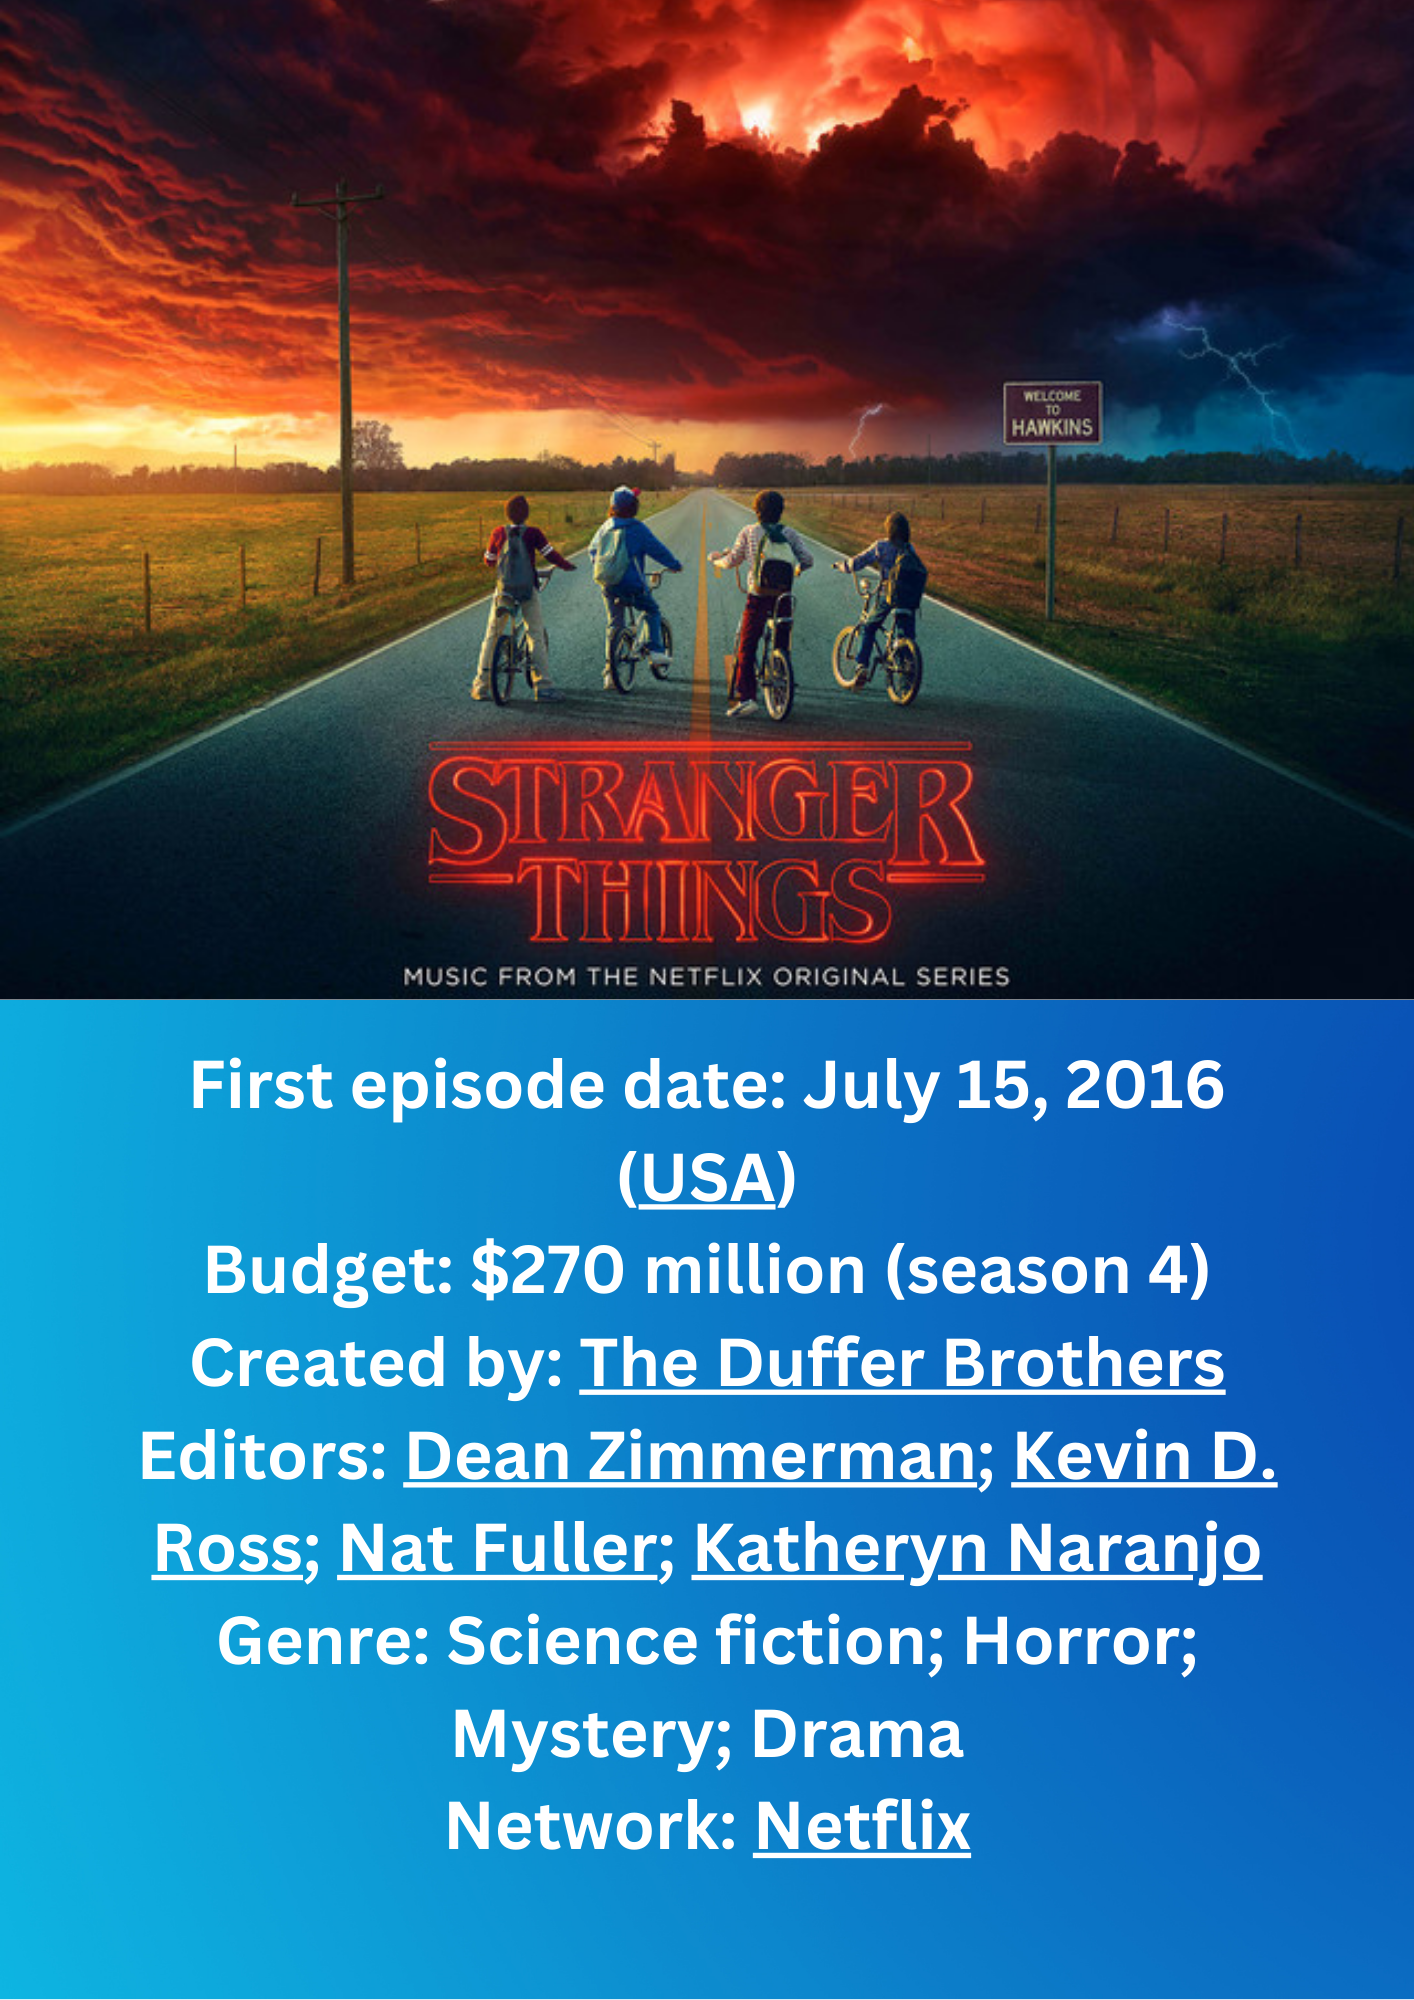 WELCOME
TO
HAWKINS
STRANGER
THINGS
MUSIC FROM THE NETFLIX ORIGINAL SERIES
First episode date: July 15, 2016
(USA)
Budget: $270 million (season 4)
Created by: The Duffer Brothers
Editors: Dean Zimmerman; Kevin D.
Ross; Nat Fuller; Katheryn Naranjo
Genre: Science fiction; Horror;
Mystery; Drama
Network: Netflix